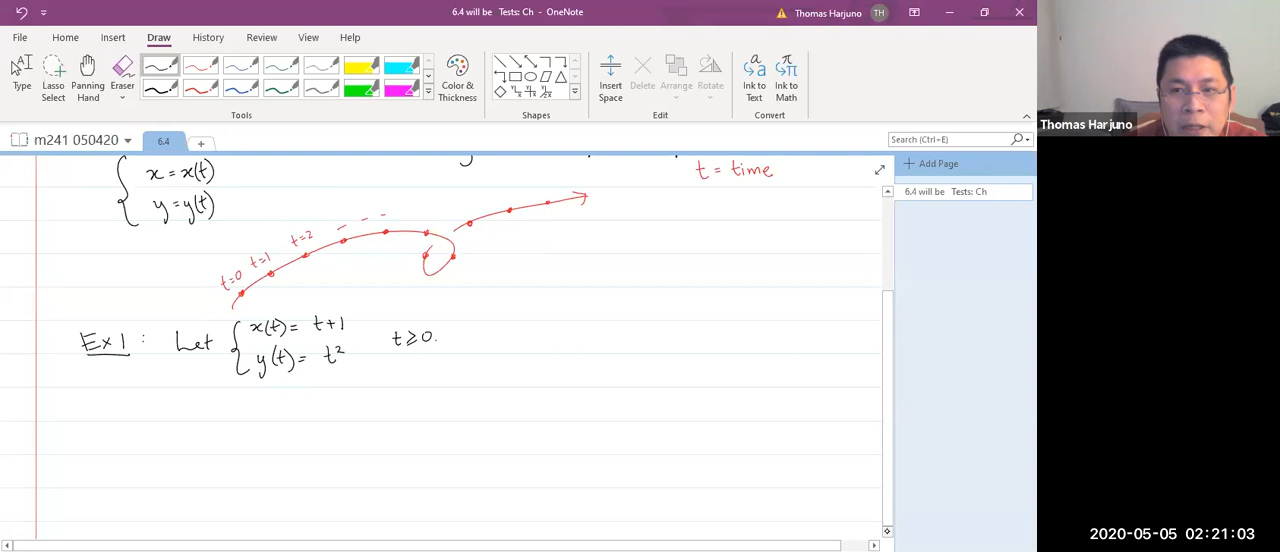 6.4 will be Tests: Ch - OneNote
Thomas Harjuno TH
File Home Insert Draw History Review View Help
Type Lasso Select Panning Hand Eraser Color & Thickness Insert Space Delete Arrange Rotate Ink to Text Ink to Math
Tools Shapes Edit Convert
m241 050420 6.4 Search (Ctrl+E)
Add Page
6.4 will be Tests: Ch
Thomas Harjuno
t = time
x = x(t)
y = y(t)
t=0 t=1 t=2
Ex 1 : Let x(t) = t+1 t ≥ 0.
y(t) = t²
2020-05-05 02:21:03